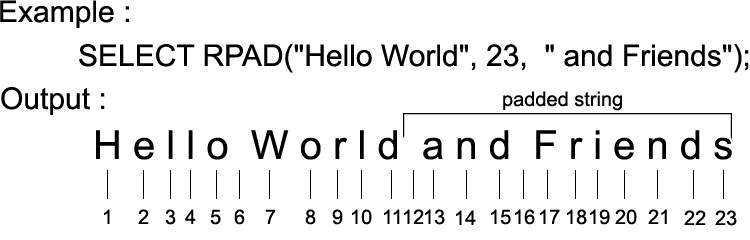 Example :
SELECT RPAD("Hello World", 23,  " and Friends");
Output :
padded string
Hello World and Friends
1 2 3 4 5 6 7 8 9 10 11 12 13 14 15 16 17 18 19 20 21 22 23